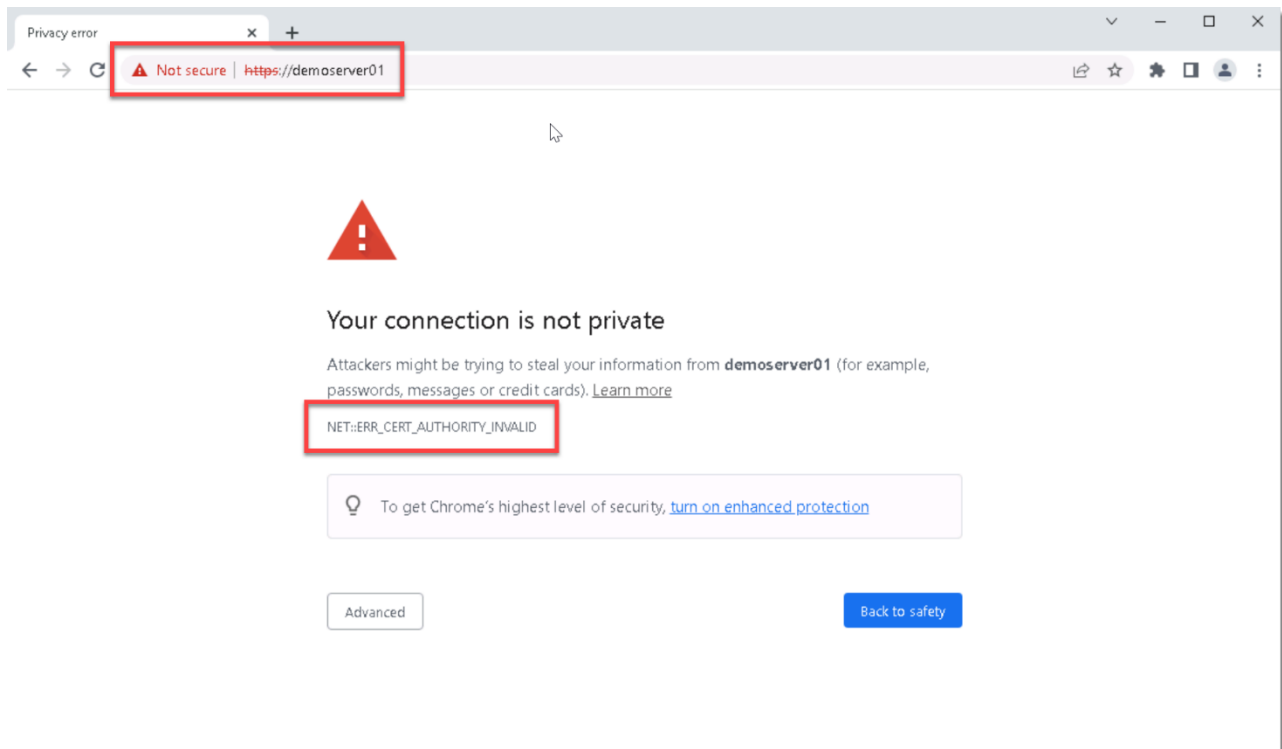 Privacy error
Not secure | https://demoserver01
Your connection is not private
Attackers might be trying to steal your information from demoserver01 (for example,
passwords, messages or credit cards). Learn more
NET::ERR_CERT_AUTHORITY_INVALID
To get Chrome's highest level of security, turn on enhanced protection
Advanced
Back to safety